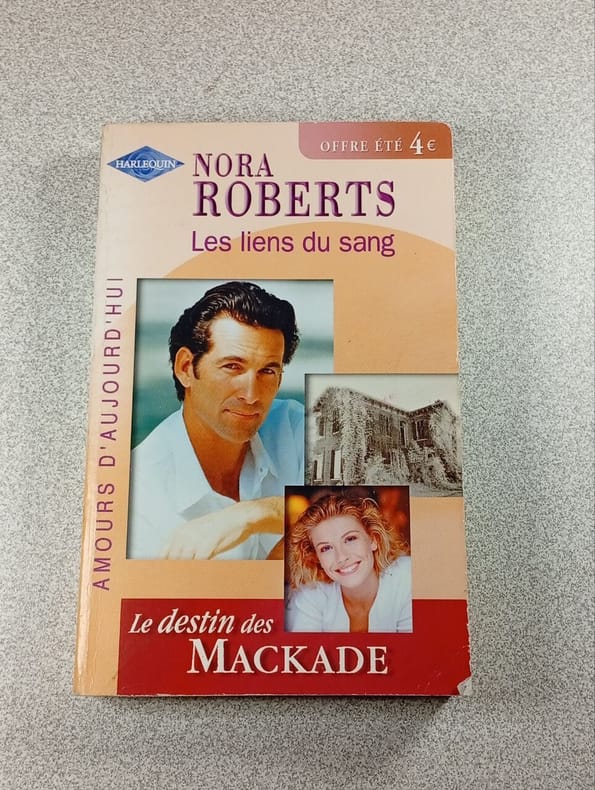 HARLEQUIN
OFFRE ÉTÉ 4€
NORA
ROBERTS
Les liens du sang
AMOURS D'AUJOURD'HUI
Le destin des
MACKADE